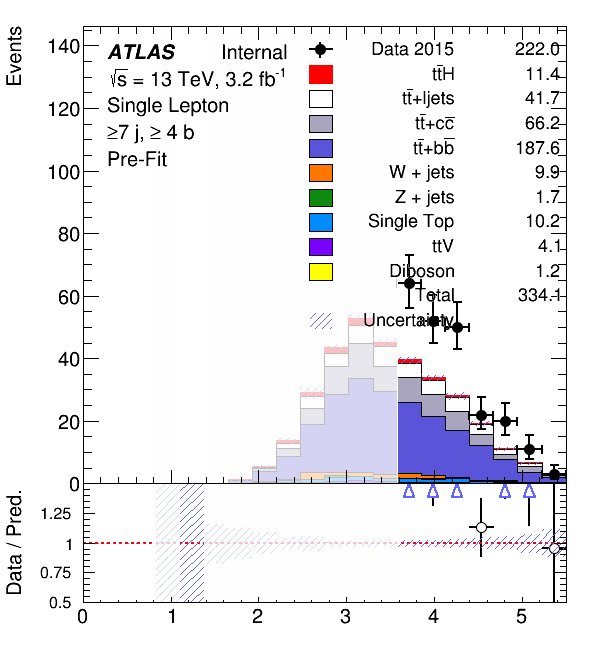 140
120
100
80
60
40
20
0
Events
ATLAS Internal
√s = 13 TeV, 3.2 fb⁻¹
Single Lepton
≥7 j, ≥ 4 b
Pre-Fit
Data 2015 222.0
tt̄H 11.4
tt̄+ljets 41.7
tt̄+cc̄ 66.2
tt̄+bb̄ 187.6
W + jets 9.9
Z + jets 1.7
Single Top 10.2
ttV 4.1
Diboson 1.2
Total 334.1
Uncertainty
Data / Pred.
1.25
1
0.75
0.5
0 1 2 3 4 5